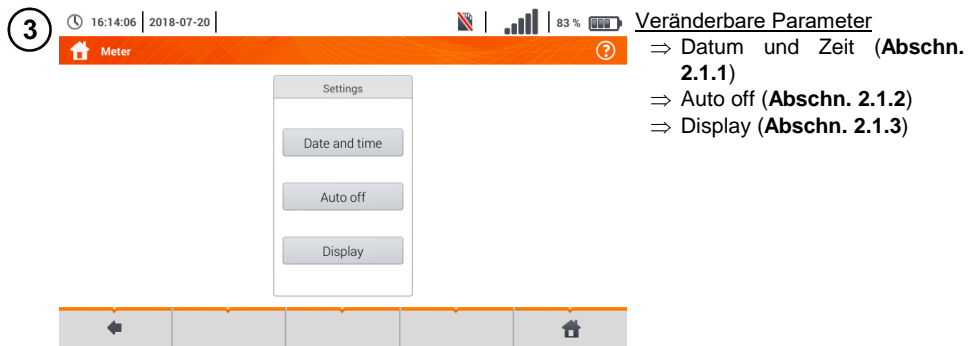 3
16:14:06 2018-07-20 83 %
Meter ?
Settings
Date and time
Auto off
Display
Veränderbare Parameter
⇒ Datum und Zeit (Abschn.
2.1.1)
⇒ Auto off (Abschn. 2.1.2)
⇒ Display (Abschn. 2.1.3)